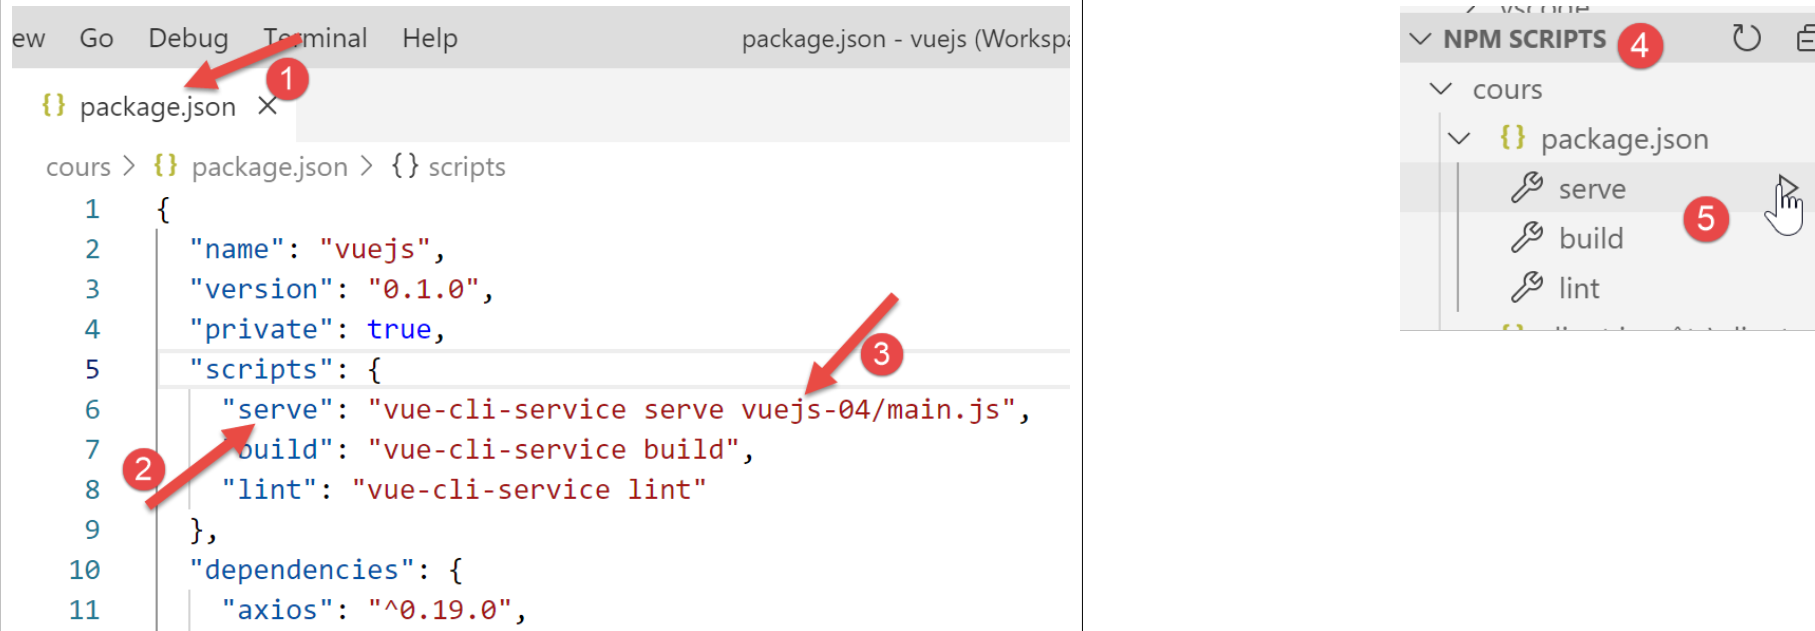 ew Go Debug Terminal Help package.json - vuejs (Workspa
1
{} package.json ×
cours > {} package.json > {} scripts
1 {
2 "name": "vuejs",
3 "version": "0.1.0",
4 "private": true,
5 "scripts": {
3
6 "serve": "vue-cli-service serve vuejs-04/main.js",
7 "build": "vue-cli-service build",
2
8 "lint": "vue-cli-service lint"
9 },
10 "dependencies": {
11 "axios": "^0.19.0",
vscode
NPM SCRIPTS 4
cours
{} package.json
serve
5
build
lint